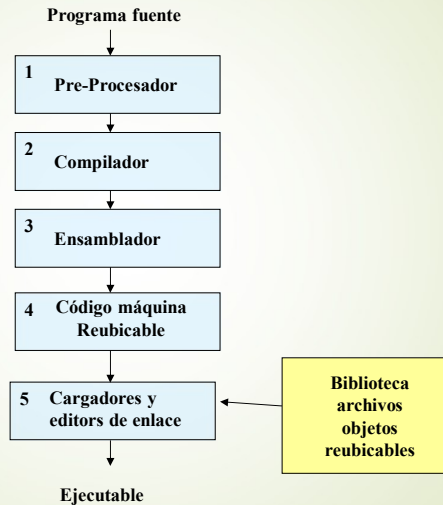 Programa fuente
1
Pre-Procesador
2
Compilador
3
Ensamblador
4
Código máquina
Reubicable
5
Cargadores y
editors de enlace
Biblioteca
archivos
objetos
reubicables
Ejecutable